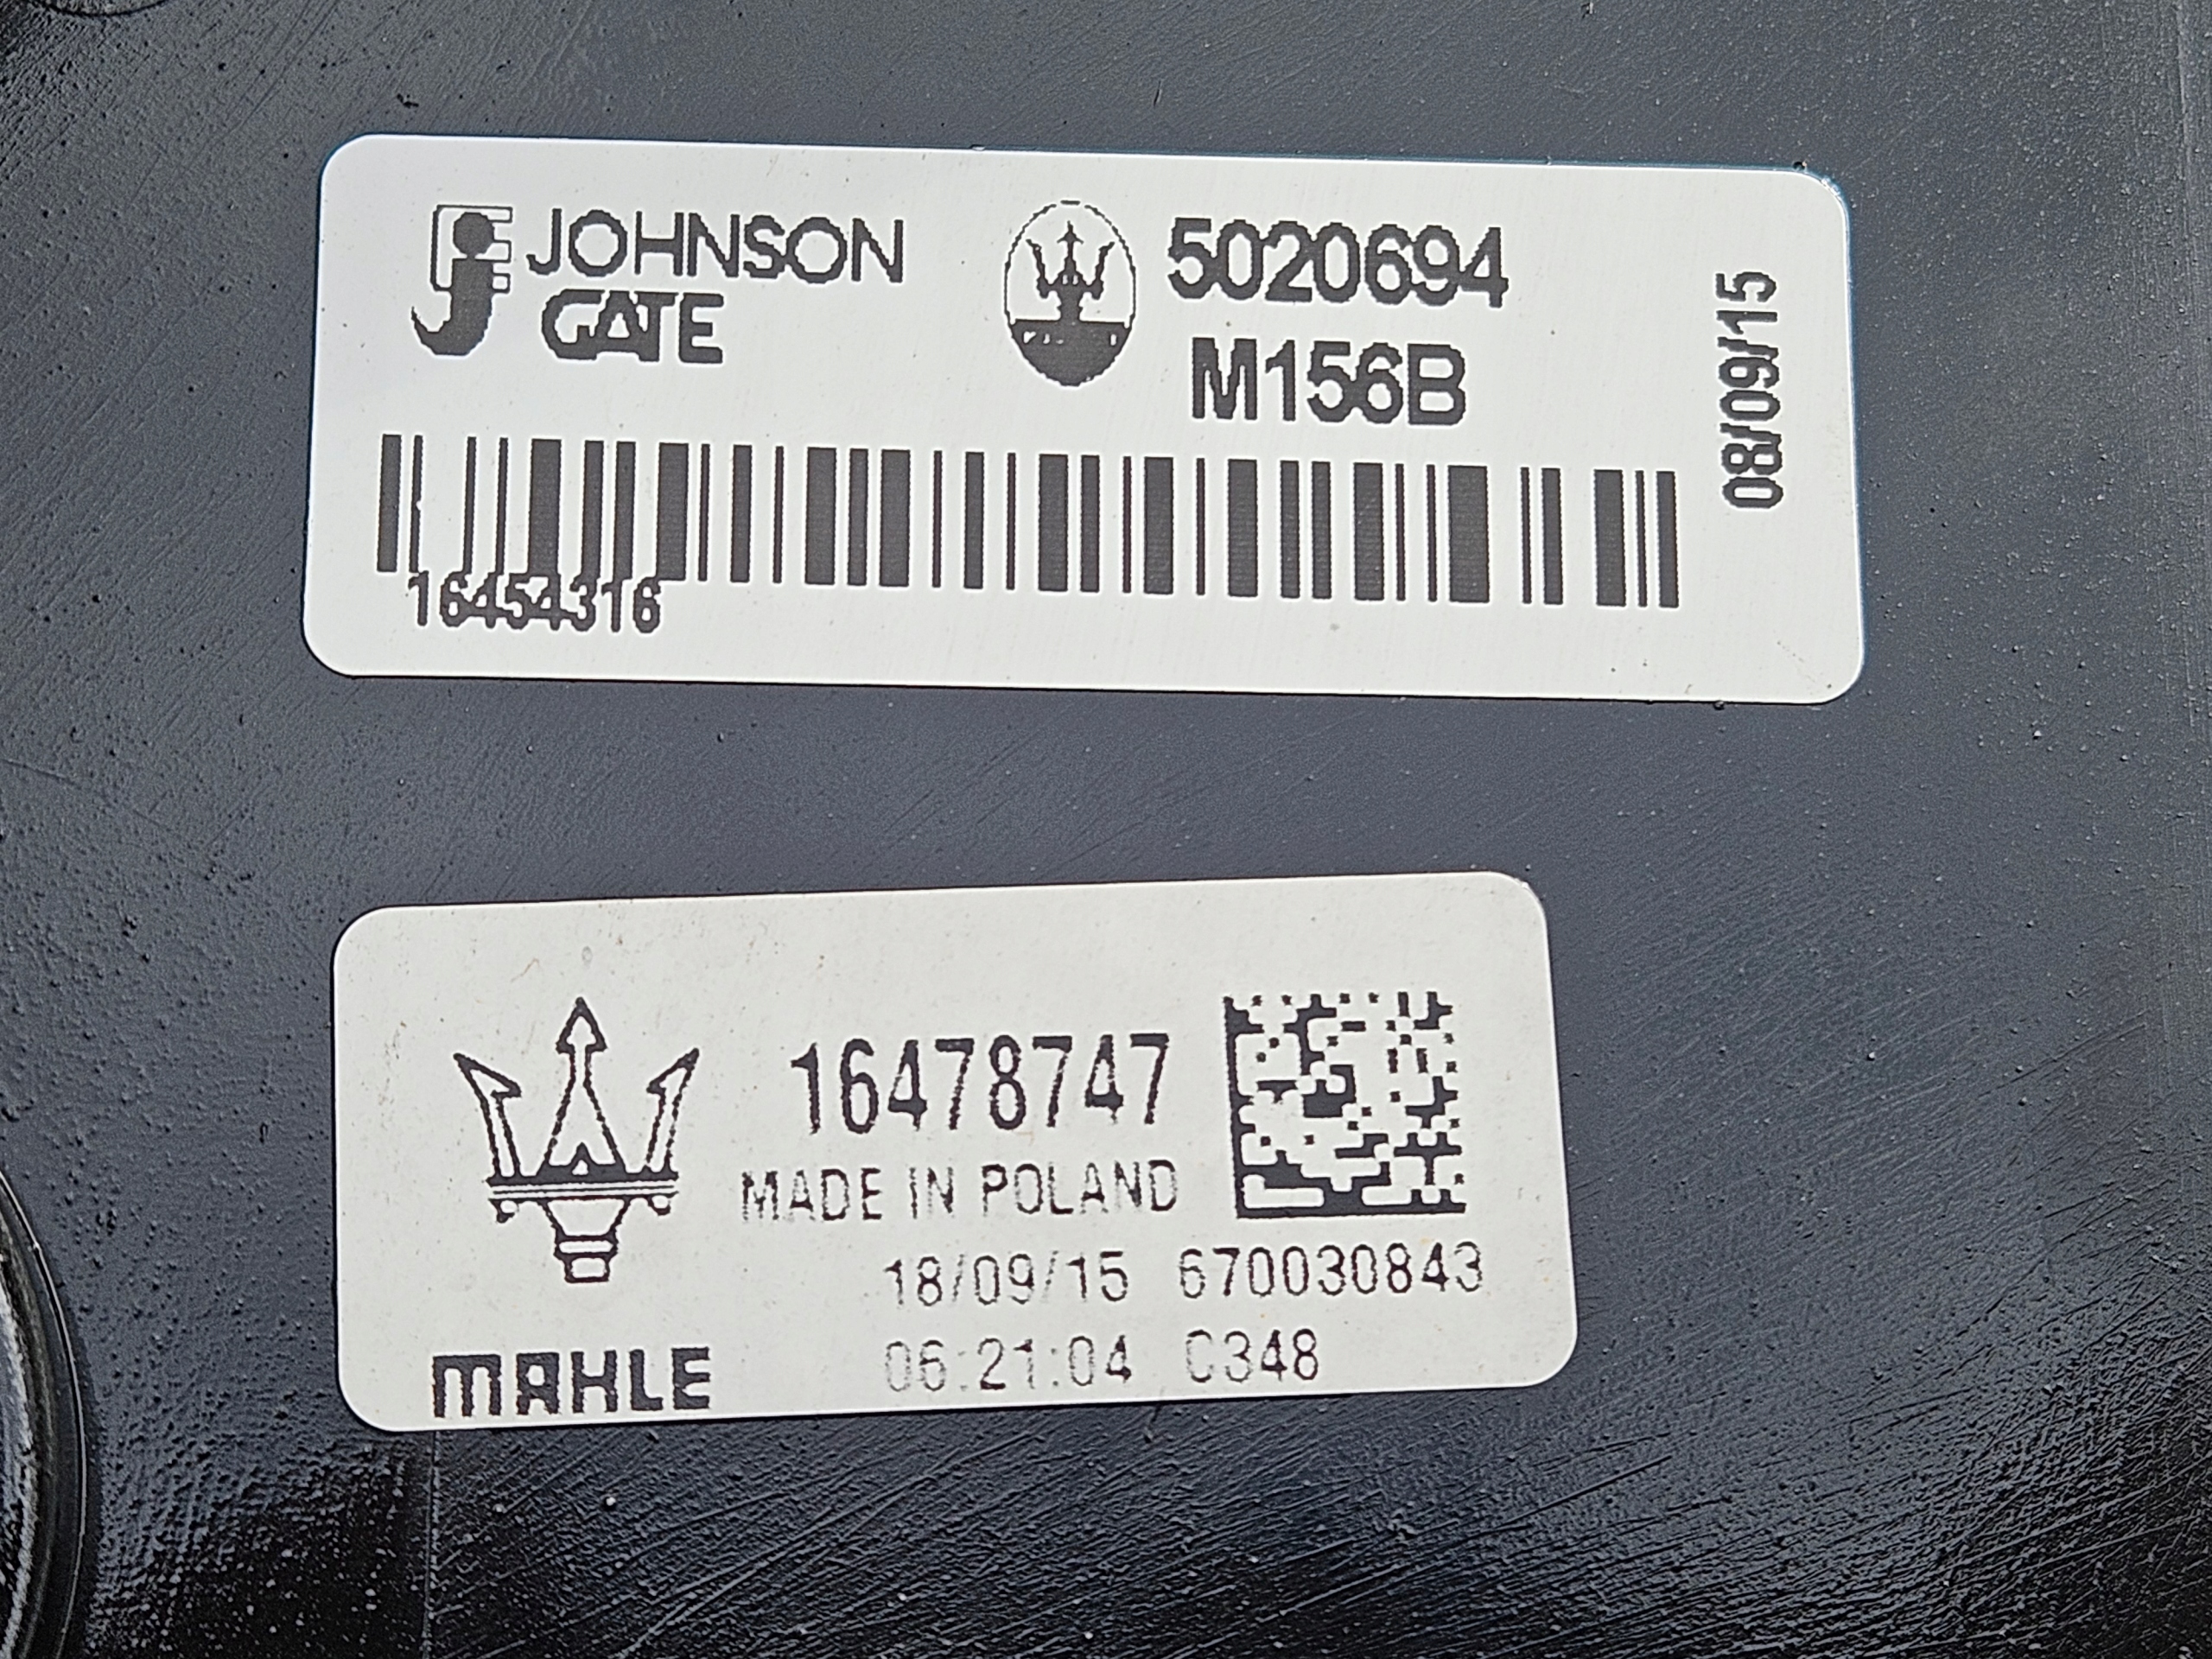 JOHNSON
GATE
5020694
M156B
08/09/15
16454316
16478747
MADE IN POLAND
18/09/15 670030843
06:21:04 C348
MAHLE